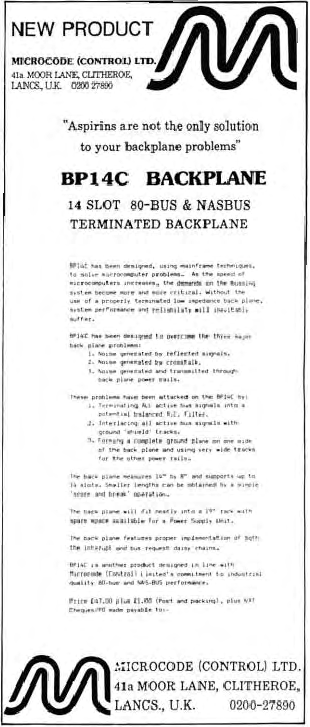 NEW PRODUCT
MICROCODE (CONTROL) LTD.
41a MOOR LANE, CLITHEROE,
LANCS., U.K. 0200 27890
"Aspirins are not the only solution
to your backplane problems"
BP14C BACKPLANE
14 SLOT 80-BUS & NASBUS
TERMINATED BACKPLANE
BP14C has been designed, using mainframe techniques,
to solve microcomputer problems. As the speed of
microcomputers increases, the demands on the bussing
system become more and more critical. Without the
use of a properly terminated low impedance back plane,
system performance and reliability will inevitably
suffer.
BP14C has been designed to overcome the three major
back plane problems:
1. Noise generated by reflected signals.
2. Noise generated by crosstalk.
3. Noise generated and transmitted through
back plane power rails.
These problems have been attacked on the BP14C by:
1. Terminating ALL active bus signals into a
potential balanced R.C. Filter.
2. Interlacing all active bus signals with
ground 'shield' tracks.
3. Forming a complete ground plane on one side
of the back plane and using very wide tracks
for the other power rails.
The back plane measures 14" by 8" and supports up to
14 slots. Smaller lengths can be obtained by a simple
'score and break' operation.
The back plane will fit neatly into a 19" rack with
spare space available for a Power Supply Unit.
The back plane features proper implementation of both
the interrupt and bus request daisy chains.
BP14C is another product designed in line with
Microcode (Control) Limited's commitment to industrial
quality 80-bus and NAS-BUS performance.
Price £47.00 plus £1.00 (Post and packing), plus VAT
Cheques/PO made payable to:-
MICROCODE (CONTROL) LTD.
41a MOOR LANE, CLITHEROE,
LANCS., U.K. 0200-27890